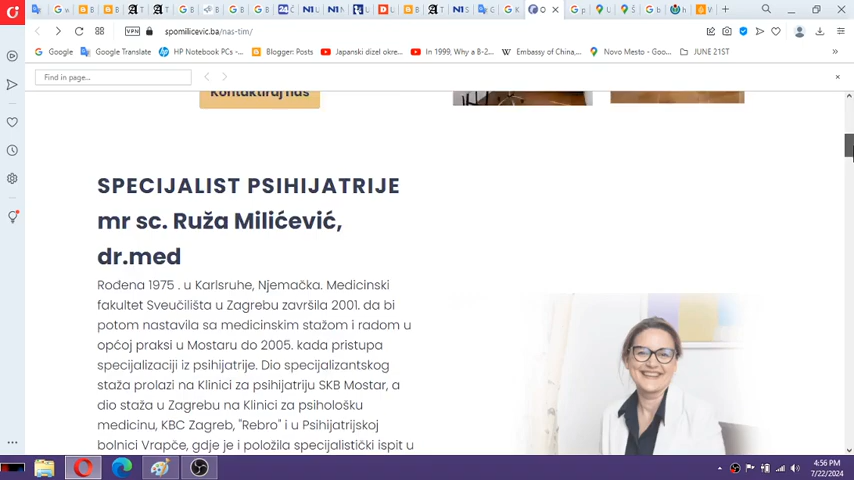 spomilicevic.ba/nas-tim/
VPN
Google
Google Translate
HP Notebook PCs -...
Blogger: Posts
Japanski dizel okre...
In 1999, Why a B-2...
Embassy of China,...
Novo Mesto - Goo...
JUNE 21ST
Find in page...
Kontaktiraj nas
SPECIJALIST PSIHIJATRIJE
mr sc. Ruža Milićević,
dr.med
Rođena 1975 . u Karlsruhe, Njemačka. Medicinski
fakultet Sveučilišta u Zagrebu završila 2001. da bi
potom nastavila sa medicinskim stažom i radom u
općoj praksi u Mostaru do 2005. kada pristupa
specijalizaciji iz psihijatrije. Dio specijalizantskog
staža prolazi na Klinici za psihijatriju SKB Mostar, a
dio staža u Zagrebu na Klinici za psihološku
medicinu, KBC Zagreb, "Rebro" i u Psihijatrijskoj
bolnici Vrapče, gdje je i položila specijalistički ispit u
4:56 PM
7/22/2024